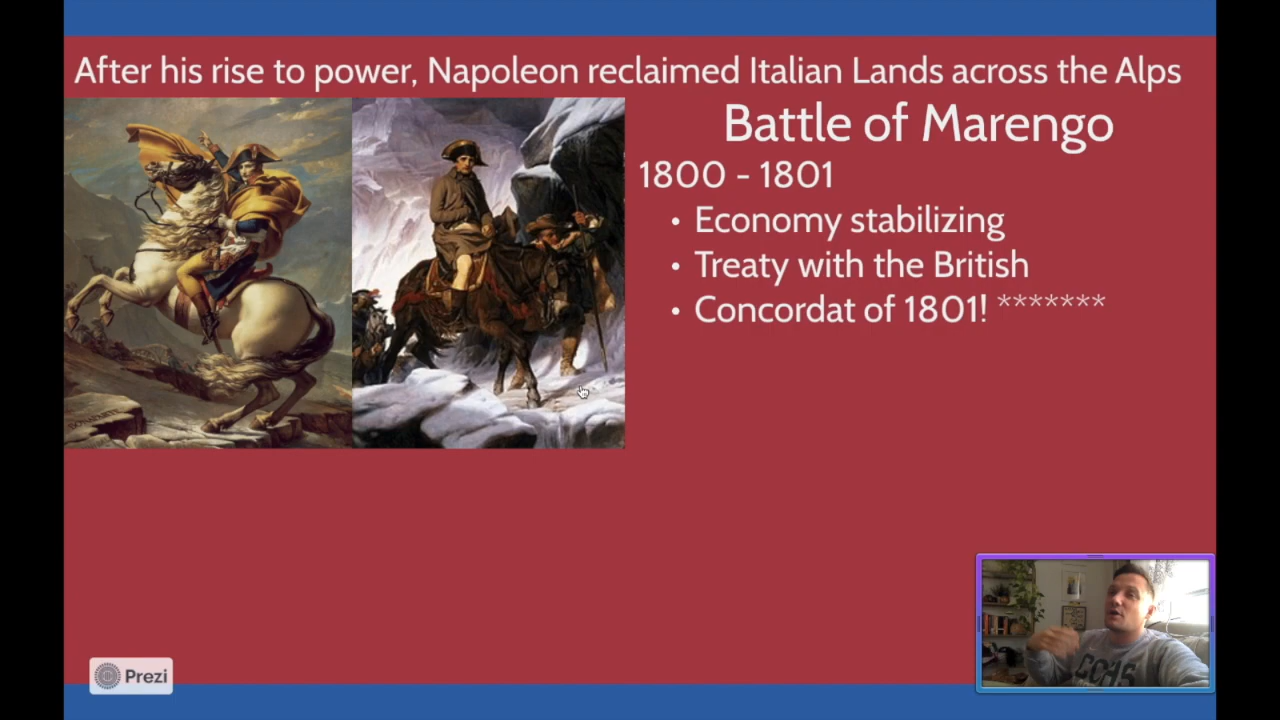 After his rise to power, Napoleon reclaimed Italian Lands across the Alps
Battle of Marengo
1800 - 1801
• Economy stabilizing
• Treaty with the British
• Concordat of 1801! *******
Prezi
CCHS